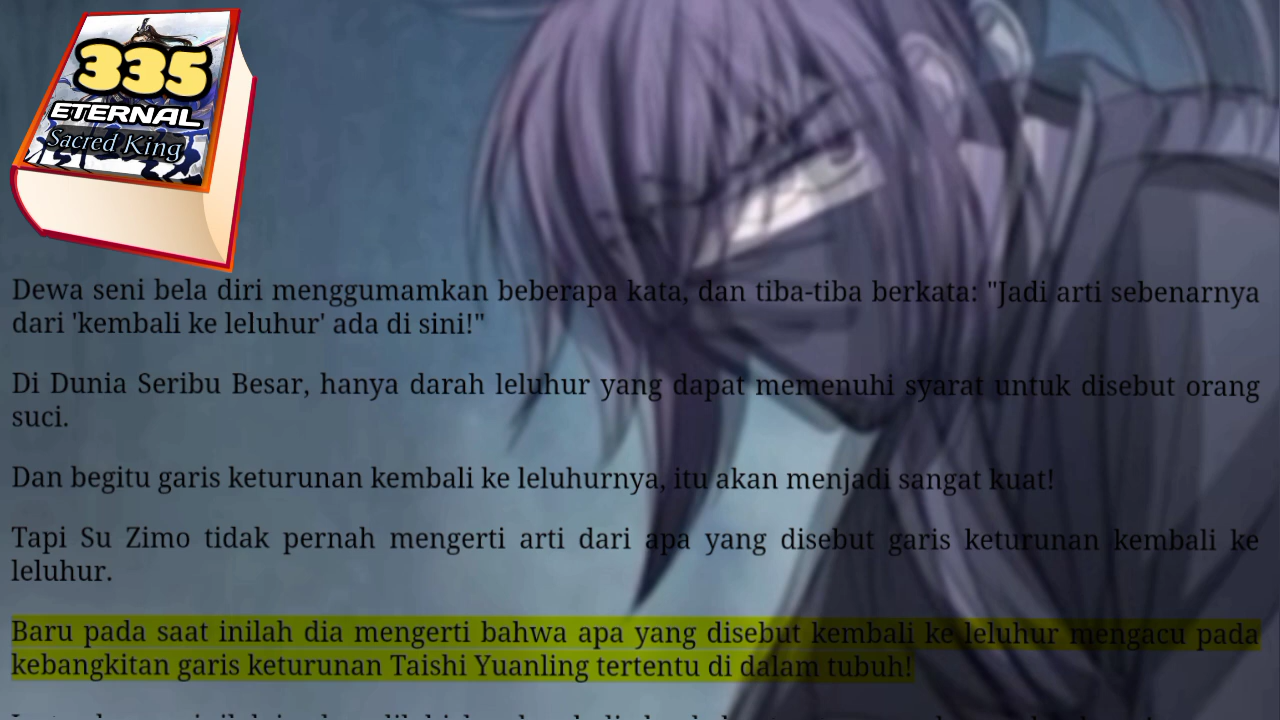 335
ETERNAL
Sacred King
Dewa seni bela diri menggumamkan beberapa kata, dan tiba-tiba berkata: "Jadi arti sebenarnya
dari 'kembali ke leluhur' ada di sini!"
Di Dunia Seribu Besar, hanya darah leluhur yang dapat memenuhi syarat untuk disebut orang
suci.
Dan begitu garis keturunan kembali ke leluhurnya, itu akan menjadi sangat kuat!
Tapi Su Zimo tidak pernah mengerti arti dari apa yang disebut garis keturunan kembali ke
leluhur.
Baru pada saat inilah dia mengerti bahwa apa yang disebut kembali ke leluhur mengacu pada
kebangkitan garis keturunan Taishi Yuanling tertentu di dalam tubuh!